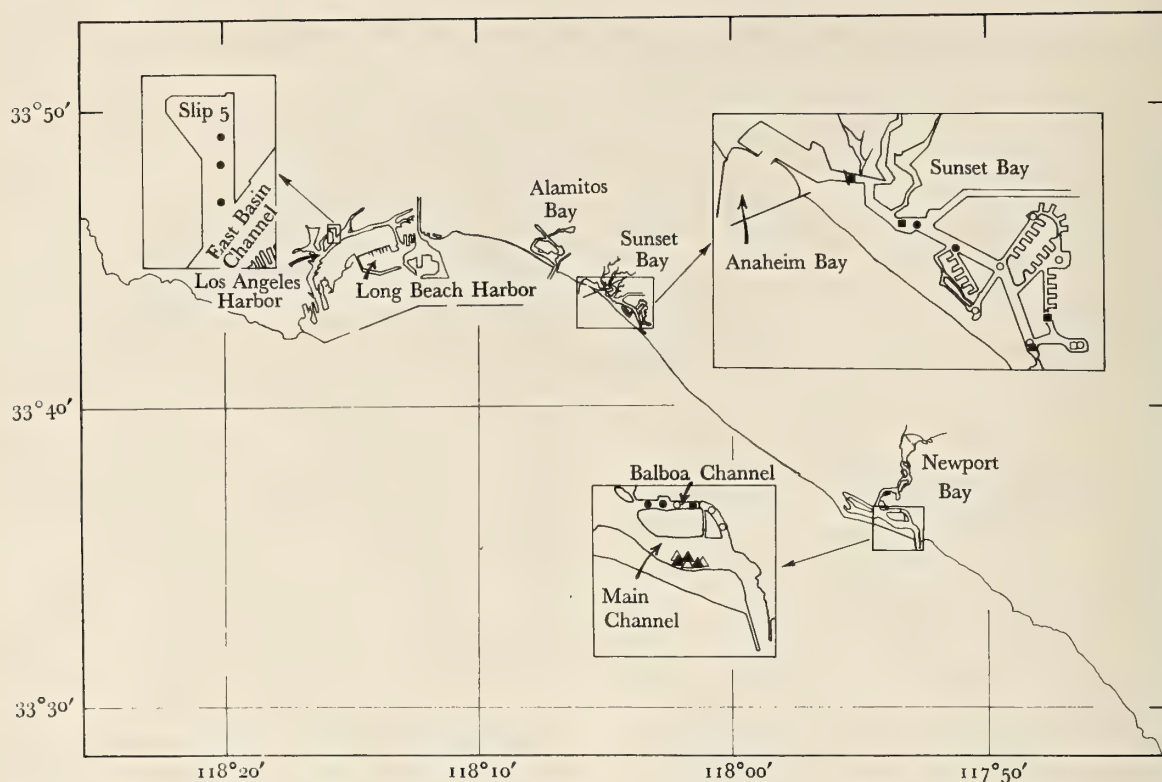 33°50'
Slip 5
East Basin
Channel
Los Angeles
Harbor
Long Beach Harbor
Alamitos
Bay
Sunset
Bay
Sunset Bay
Anaheim Bay
33°40'
Balboa Channel
Main
Channel
Newport
Bay
33°30'
118°20'
118°10'
118°00'
117°50'